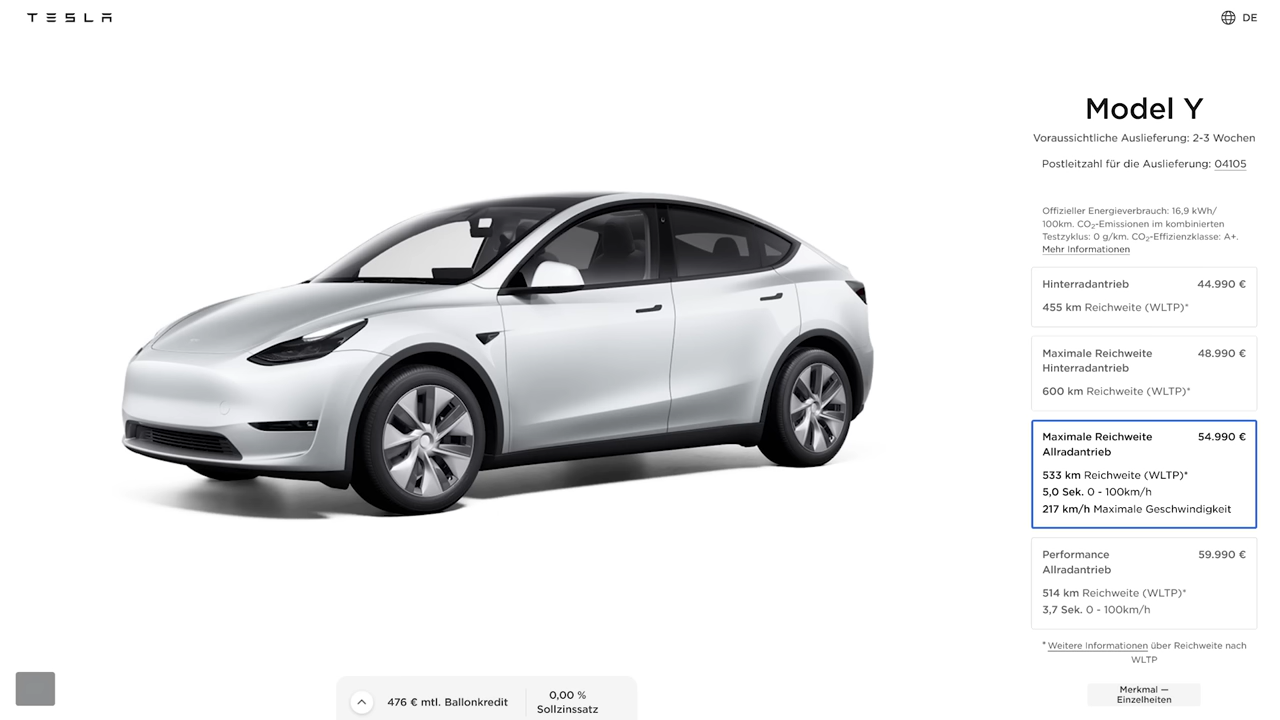 TESLA
DE
Model Y
Voraussichtliche Auslieferung: 2-3 Wochen
Postleitzahl für die Auslieferung: 04105
Offizieller Energieverbrauch: 16,9 kWh/
100km. CO₂-Emissionen im kombinierten
Testzyklus: 0 g/km. CO₂-Effizienzklasse: A+.
Mehr Informationen
Hinterradantrieb 44.990 €
455 km Reichweite (WLTP)*
Maximale Reichweite 48.990 €
Hinterradantrieb
600 km Reichweite (WLTP)*
Maximale Reichweite 54.990 €
Allradantrieb
533 km Reichweite (WLTP)*
5,0 Sek. 0 - 100km/h
217 km/h Maximale Geschwindigkeit
Performance 59.990 €
Allradantrieb
514 km Reichweite (WLTP)*
3,7 Sek. 0 - 100km/h
* Weitere Informationen über Reichweite nach
WLTP
Merkmal —
Einzelheiten
476 € mtl. Ballonkredit
0,00 %
Sollzinssatz